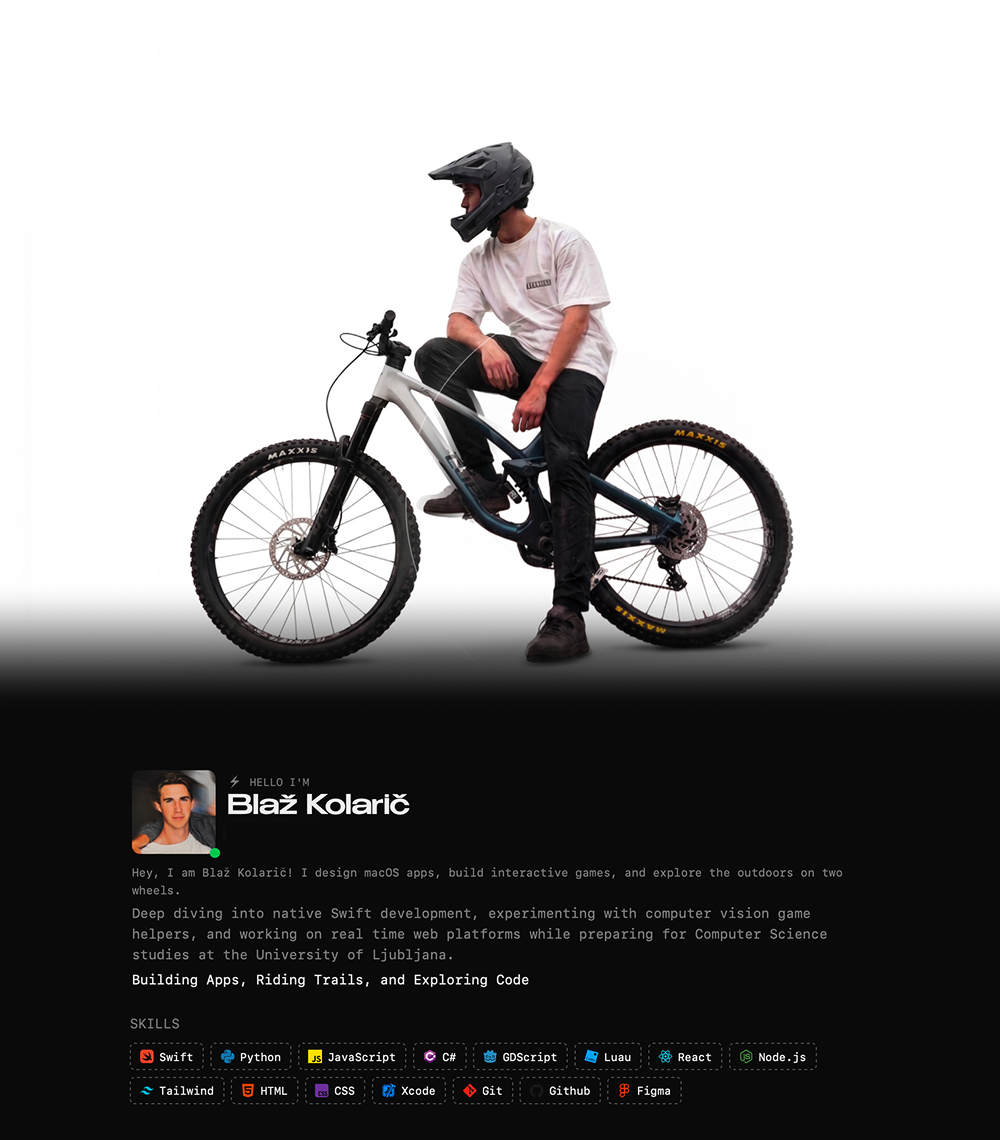 MAXXIS
MAXXIS
MAXXIS
HELLO I'M
Blaž Kolarič
Hey, I am Blaž Kolarič! I design macOS apps, build interactive games, and explore the outdoors on two
wheels.
Deep diving into native Swift development, experimenting with computer vision game
helpers, and working on real time web platforms while preparing for Computer Science
studies at the University of Ljubljana.
Building Apps, Riding Trails, and Exploring Code
SKILLS
Swift Python JS JavaScript C# GDScript Luau React Node.js
Tailwind HTML CSS Xcode Git Github Figma